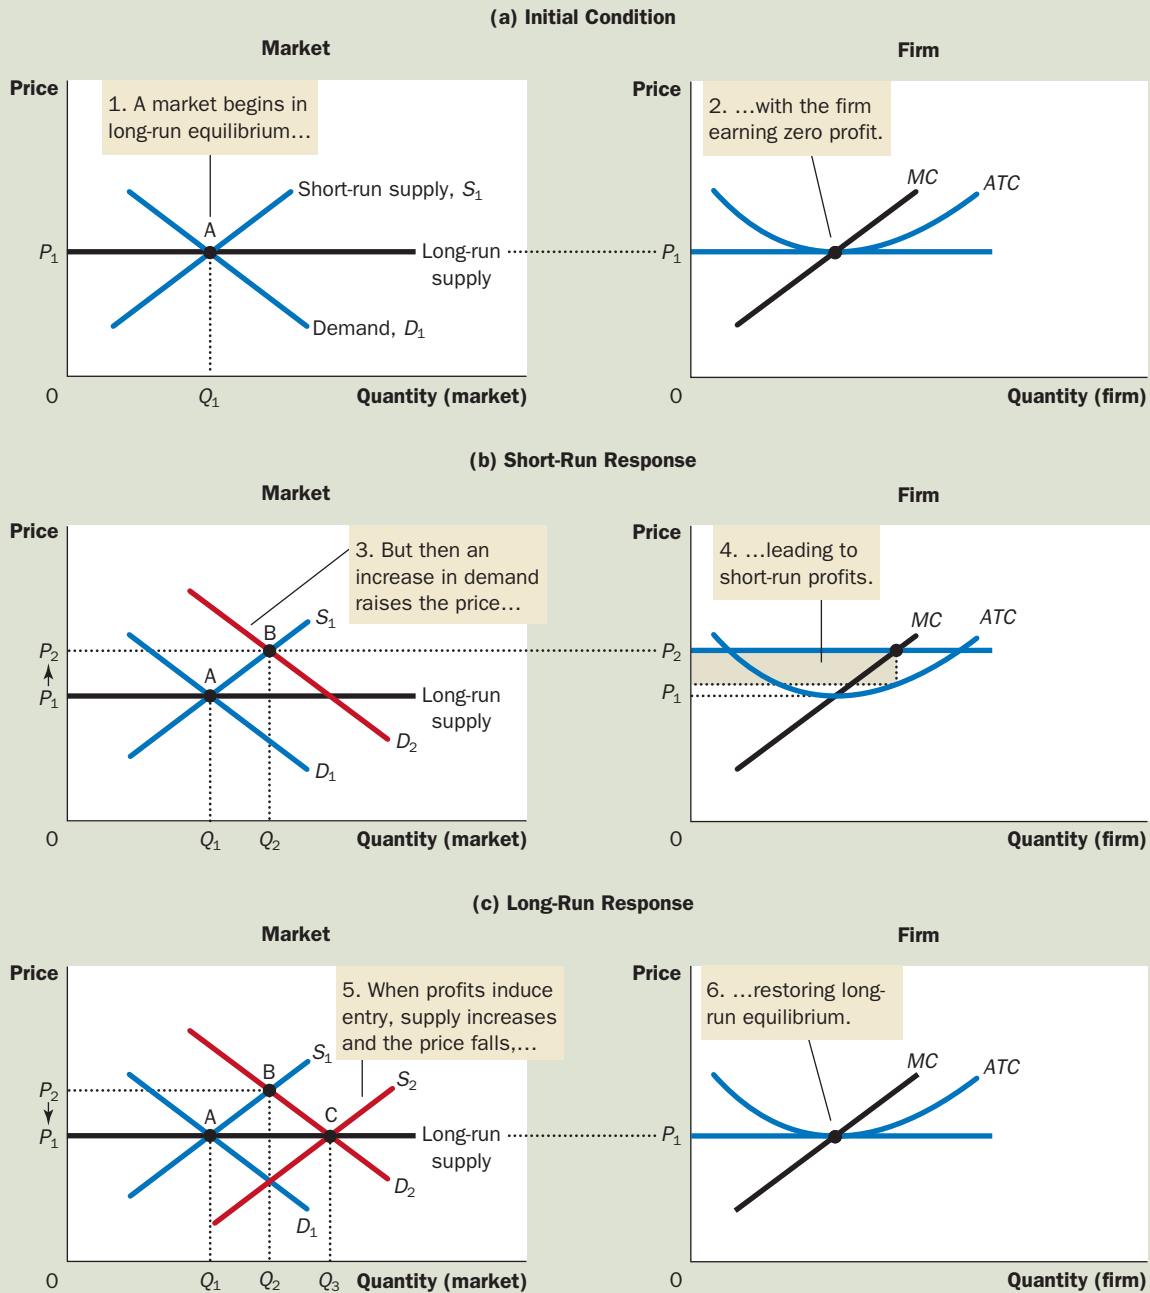 (a) Initial Condition
Market
Firm
Price
1. A market begins in
long-run equilibrium…
Short-run supply, S1
A
P1
Long-run
supply
Demand, D1
0
Q1
Quantity (market)
Price
2. …with the firm
earning zero profit.
MC
ATC
P1
0
Quantity (firm)
(b) Short-Run Response
Market
Firm
Price
3. But then an
increase in demand
raises the price…
S1
B
P2
A
P1
Long-run
supply
D2
D1
0
Q1
Q2
Quantity (market)
Price
4. …leading to
short-run profits.
MC
ATC
P2
P1
0
Quantity (firm)
(c) Long-Run Response
Market
Firm
Price
5. When profits induce
entry, supply increases
and the price falls,…
S1
B
S2
P2
A
C
P1
Long-run
supply
D2
D1
0
Q1
Q2
Q3
Quantity (market)
Price
6. …restoring long-
run equilibrium.
MC
ATC
P1
0
Quantity (firm)